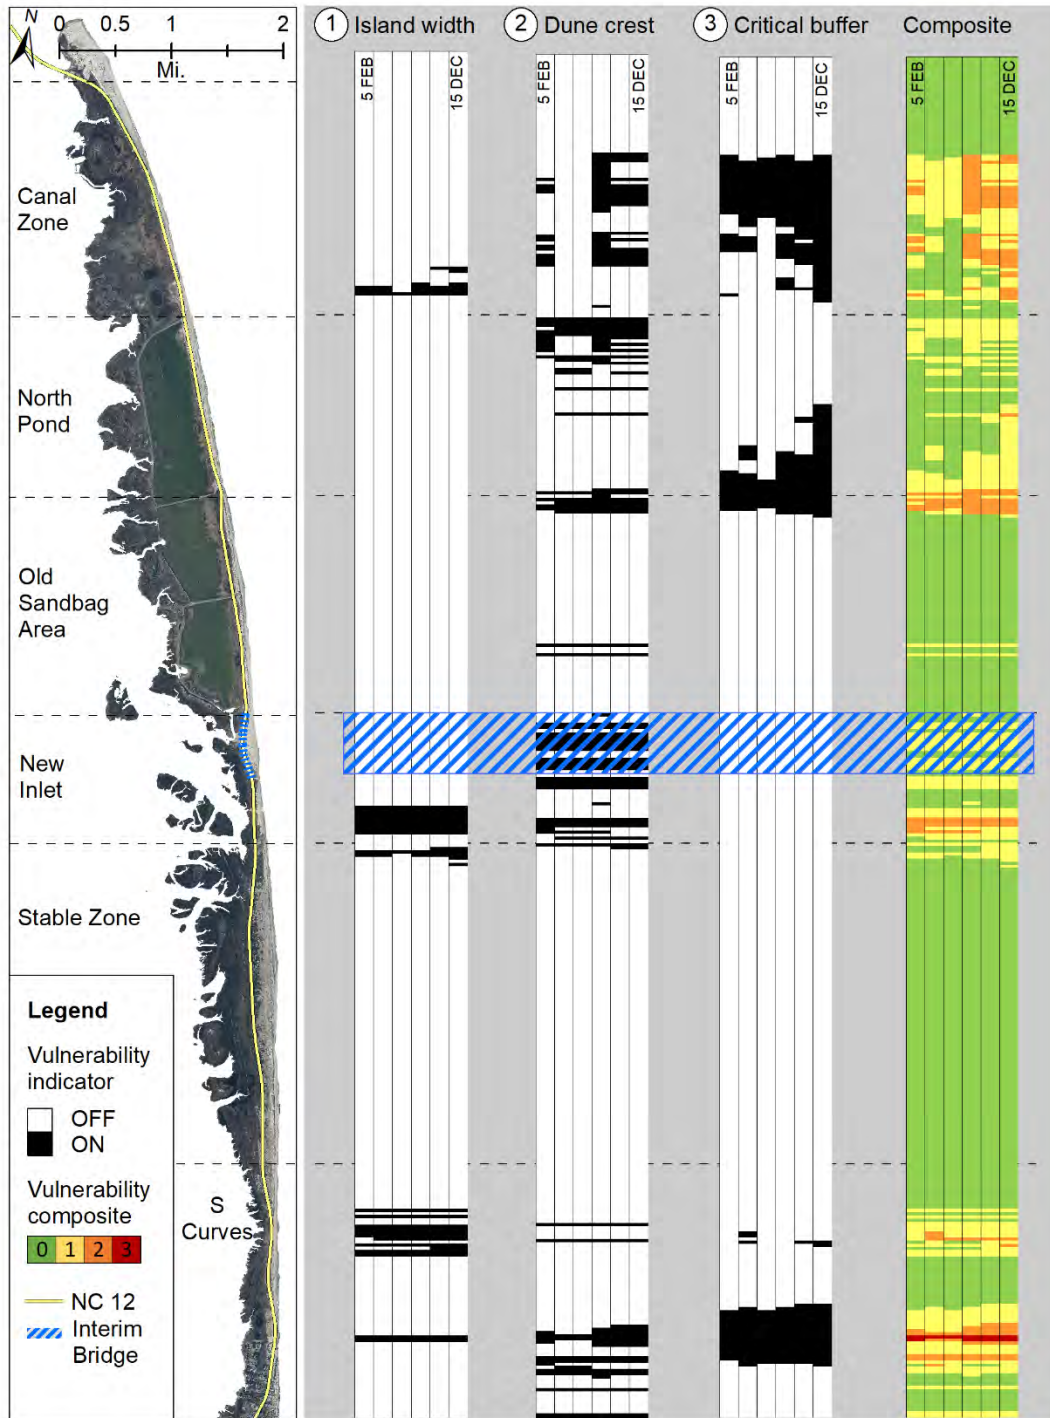 N 0 0.5 1 2
Mi.
1 Island width
2 Dune crest
3 Critical buffer
Composite
5 FEB
15 DEC
5 FEB
15 DEC
5 FEB
15 DEC
5 FEB
15 DEC
Canal
Zone
North
Pond
Old
Sandbag
Area
New
Inlet
Stable Zone
S
Curves
Legend
Vulnerability
indicator
OFF
ON
Vulnerability
composite
0 1 2 3
NC 12
Interim
Bridge